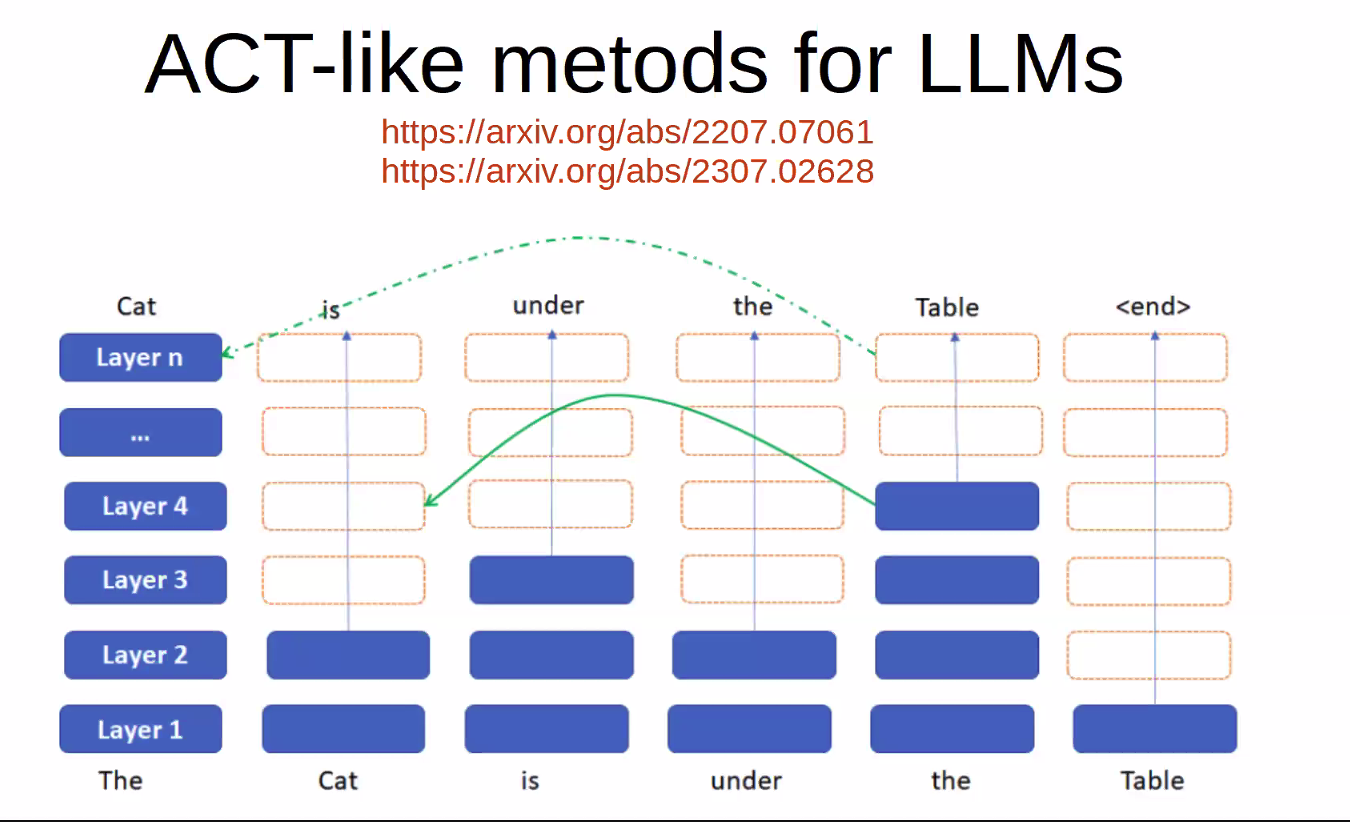 ACT-like metods for LLMs
https://arxiv.org/abs/2207.07061
https://arxiv.org/abs/2307.02628
Cat is under the Table <end>
Layer n
...
Layer 4
Layer 3
Layer 2
Layer 1
The Cat is under the Table